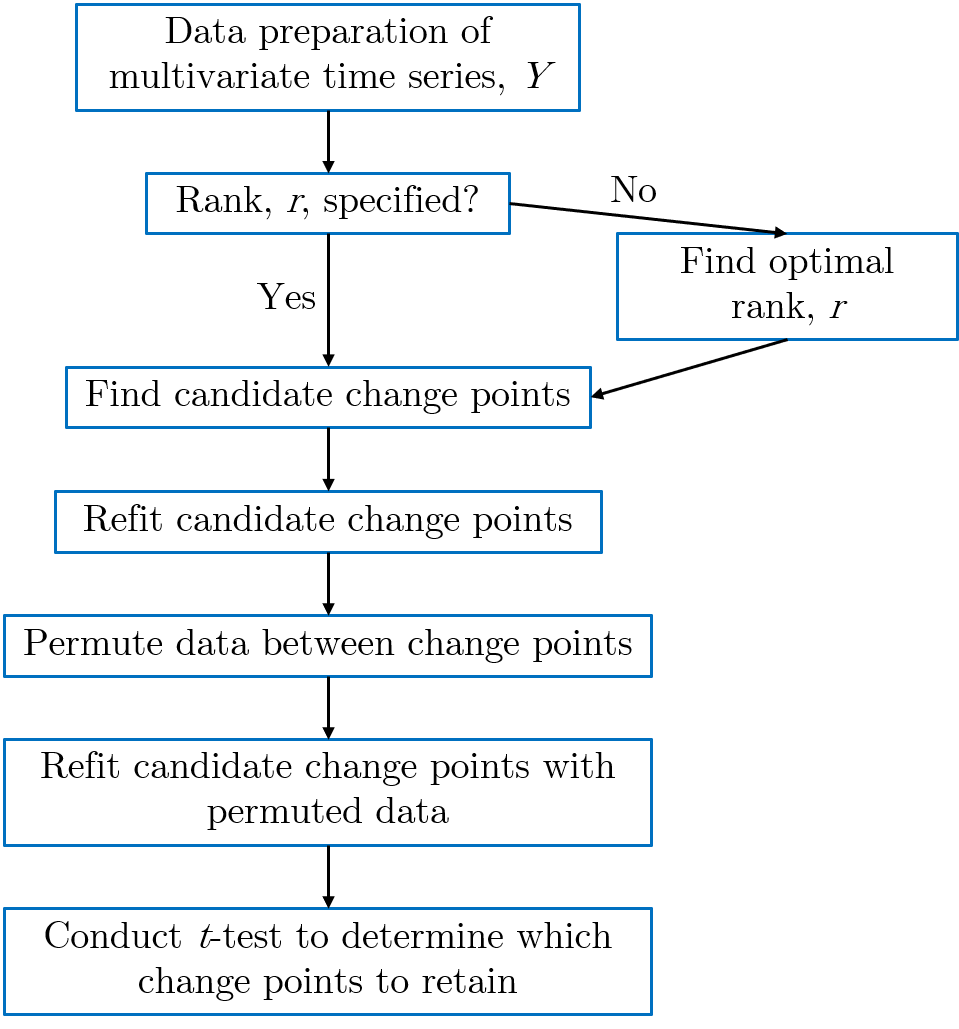 Data preparation of
multivariate time series, Y
Rank, r, specified?
No
Find optimal
rank, r
Yes
Find candidate change points
Refit candidate change points
Permute data between change points
Refit candidate change points with
permuted data
Conduct t-test to determine which
change points to retain